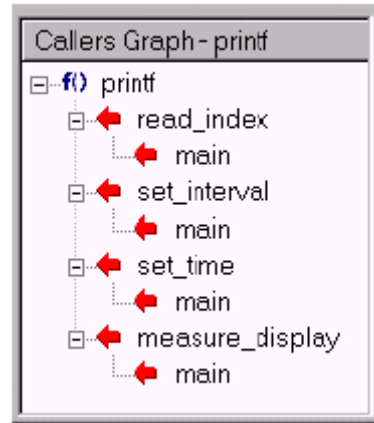 Callers Graph - printf
f() printf
read_index
main
set_interval
main
set_time
main
measure_display
main